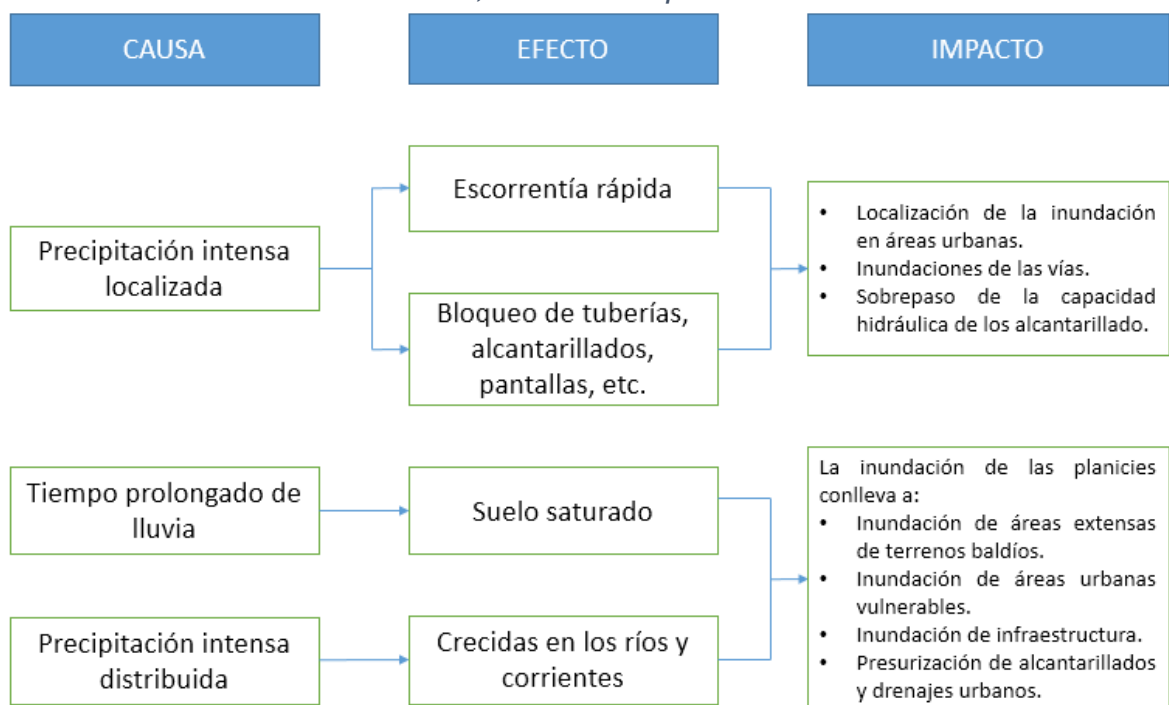 CAUSA
EFECTO
IMPACTO
Precipitación intensa
localizada
Escorrentía rápida
Bloqueo de tuberías,
alcantarillados,
pantallas, etc.
• Localización de la inundación
en áreas urbanas.
• Inundaciones de las vías.
• Sobrepaso de la capacidad
hidráulica de los alcantarillado.
Tiempo prolongado de
lluvia
Suelo saturado
Precipitación intensa
distribuida
Crecidas en los ríos y
corrientes
La inundación de las planicies
conlleva a:
• Inundación de áreas extensas
de terrenos baldíos.
• Inundación de áreas urbanas
vulnerables.
• Inundación de infraestructura.
• Presurización de alcantarillados
y drenajes urbanos.